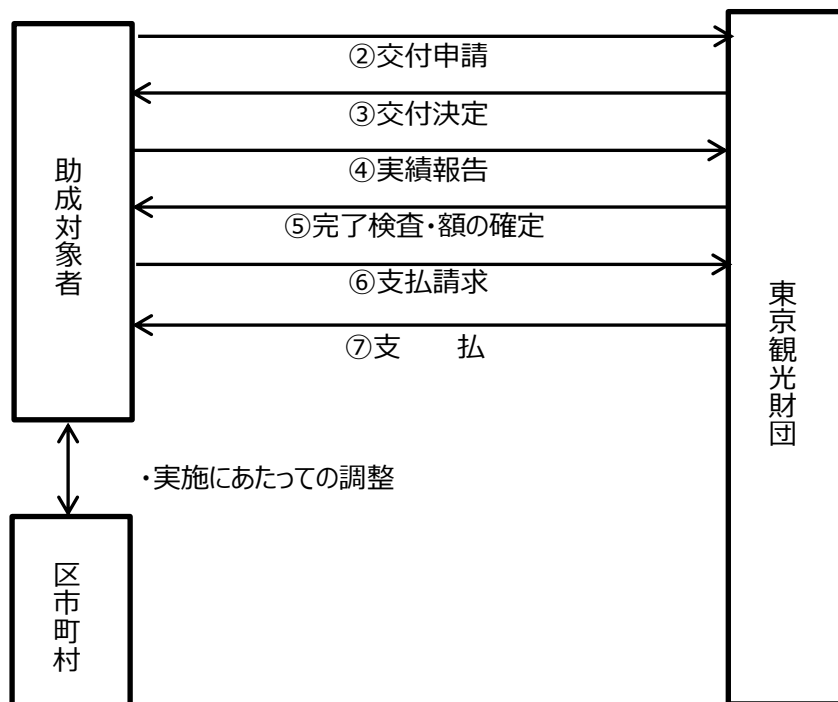 ②交付申請
③交付決定
④実績報告
⑤完了検査・額の確定
⑥支払請求
⑦支　　払
助成対象者
東京観光財団
・実施にあたっての調整
区市町村